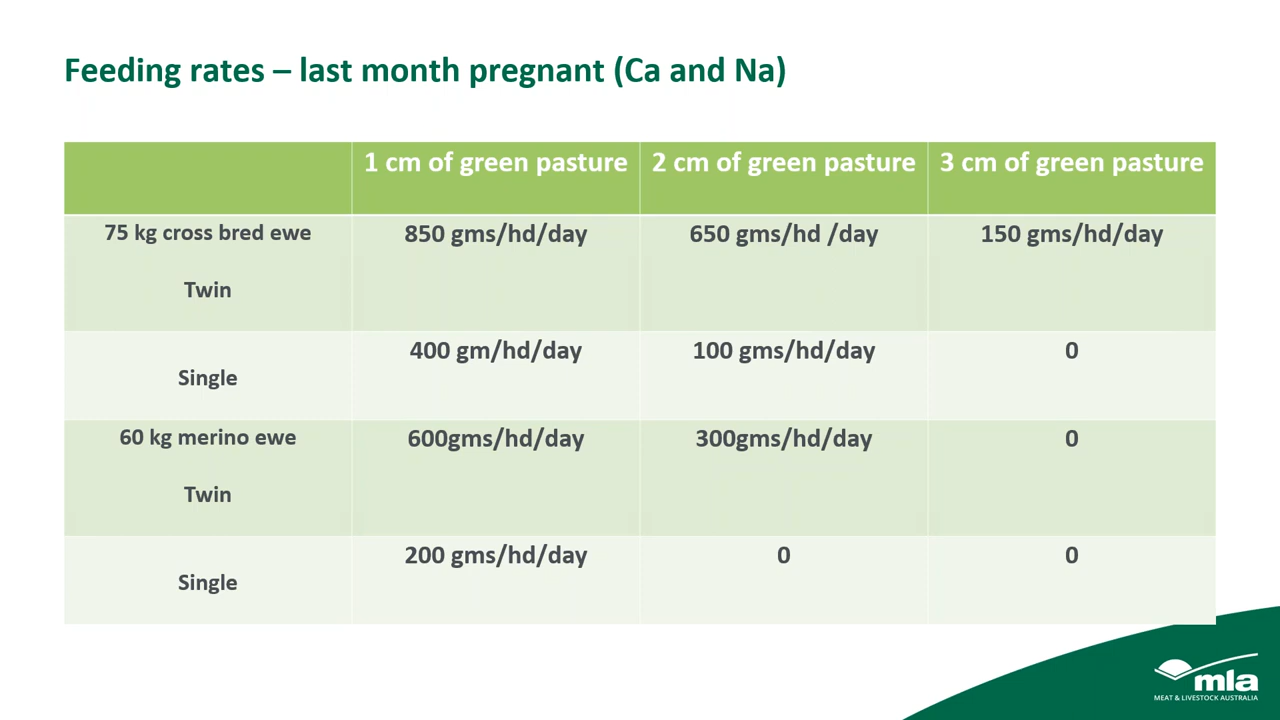 Feeding rates – last month pregnant (Ca and Na)
1 cm of green pasture 2 cm of green pasture 3 cm of green pasture
75 kg cross bred ewe 850 gms/hd/day 650 gms/hd /day 150 gms/hd/day
Twin
400 gm/hd/day 100 gms/hd/day 0
Single
60 kg merino ewe 600gms/hd/day 300gms/hd/day 0
Twin
200 gms/hd/day 0 0
Single
mla
MEAT & LIVESTOCK AUSTRALIA